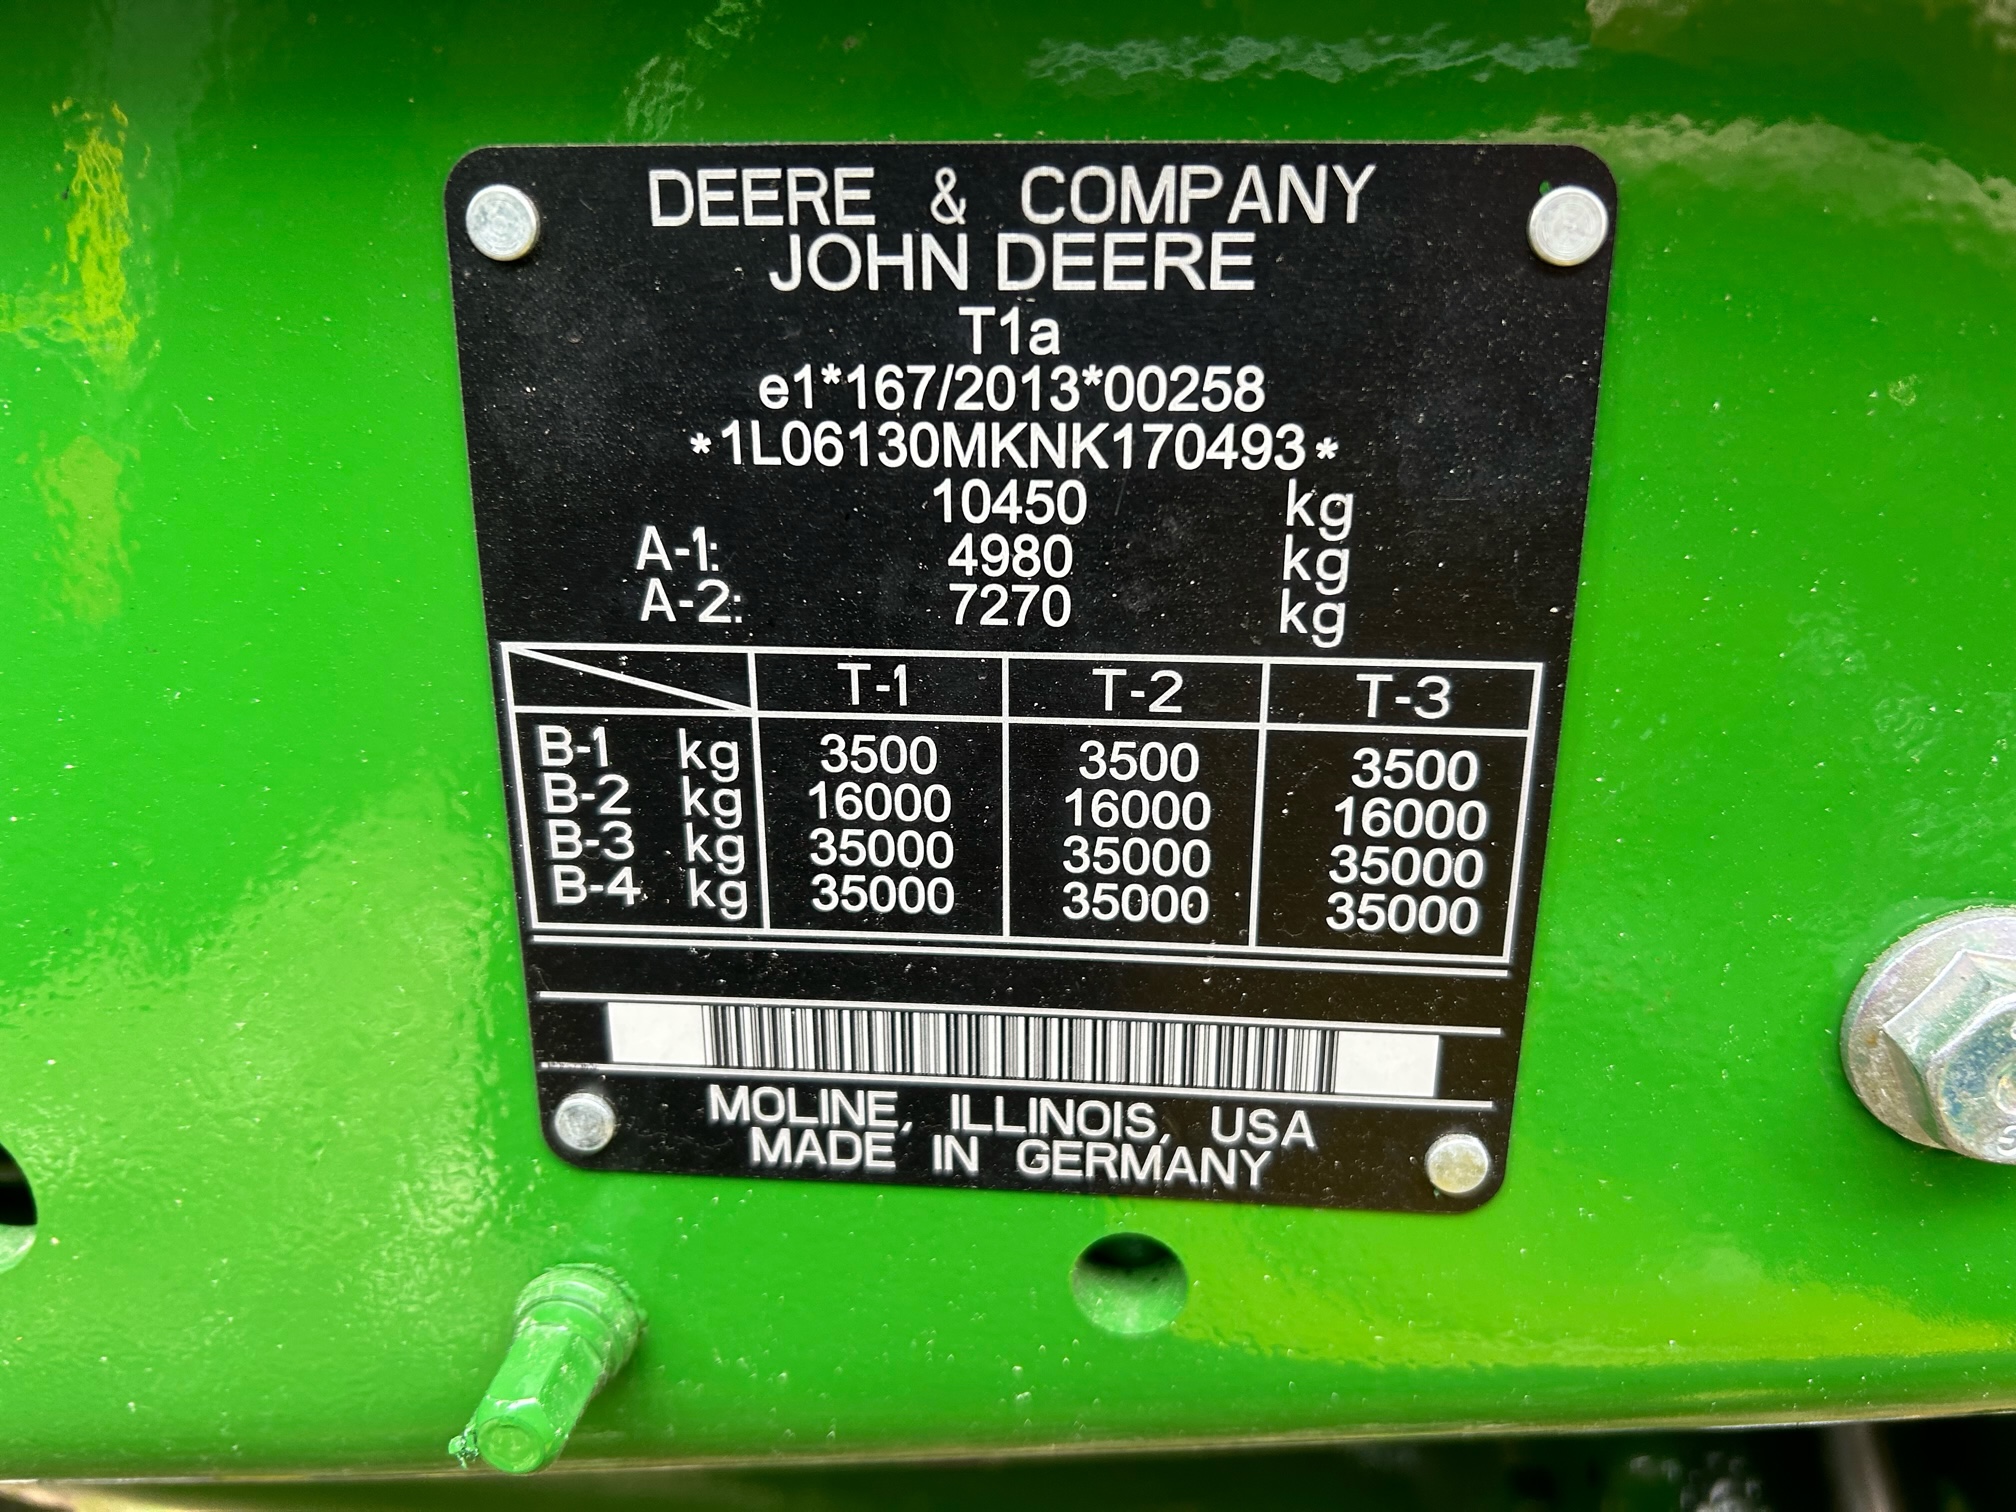 DEERE & COMPANY
JOHN DEERE
T1a
e1*167/2013*00258
*1L06130MKNK170493*
10450 kg
A-1: 4980 kg
A-2: 7270 kg
T-1 T-2 T-3
B-1 kg 3500 3500 3500
B-2 kg 16000 16000 16000
B-3 kg 35000 35000 35000
B-4 kg 35000 35000 35000
MOLINE, ILLINOIS, USA
MADE IN GERMANY